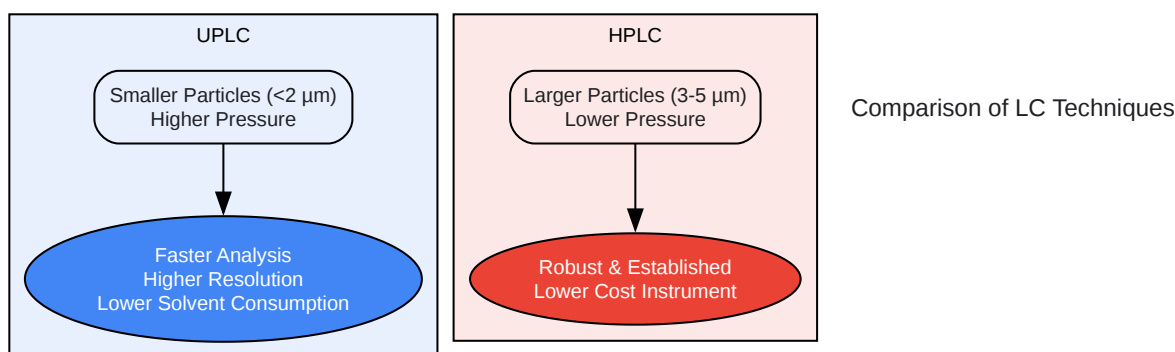 UPLC
Smaller Particles (<2 µm)
Higher Pressure
Faster Analysis
Higher Resolution
Lower Solvent Consumption
HPLC
Larger Particles (3-5 µm)
Lower Pressure
Robust & Established
Lower Cost Instrument
Comparison of LC Techniques